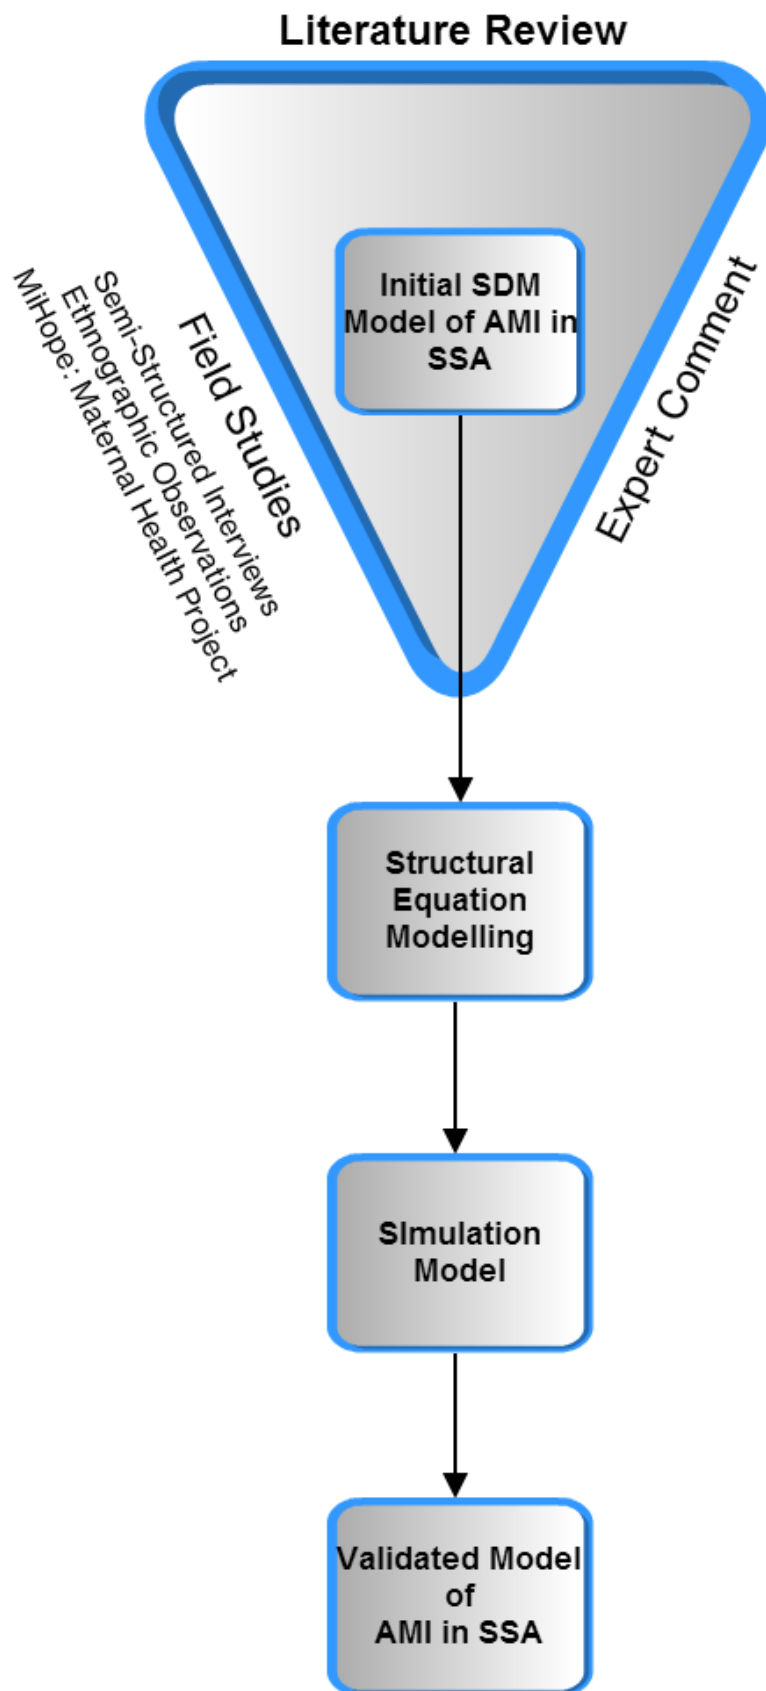 Literature Review
Initial SDM
Model of AMI in
SSA
Field Studies
Semi-Structured Interviews
Ethnographic Observations
MiHope: Maternal Health Project
Expert Comment
Structural
Equation
Modelling
SImulation
Model
Validated Model
of
AMI in SSA